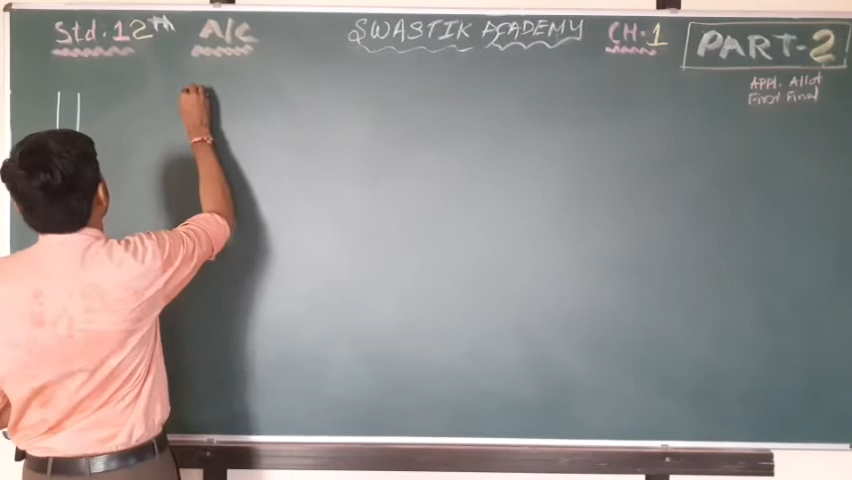 Std. 12th A/C SWASTIK ACADEMY CH.1 PART-2
Appl. Allot
First Final